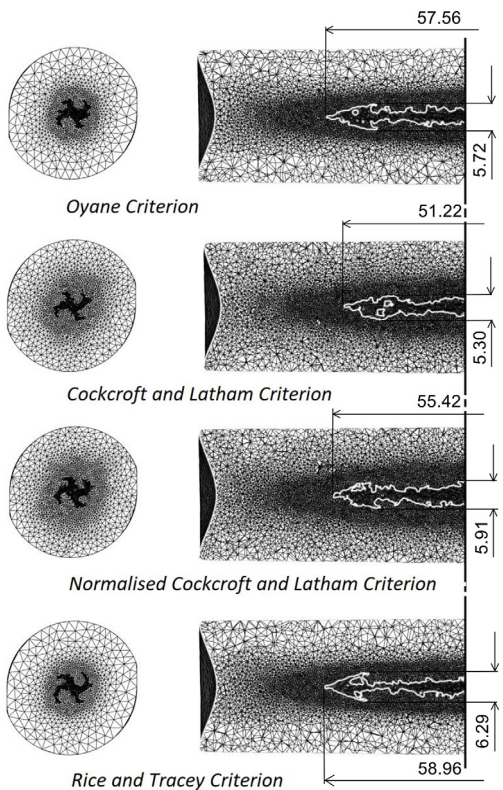 57.56
5.72
Oyane Criterion
51.22
5.30
Cockcroft and Latham Criterion
55.42
5.91
Normalised Cockcroft and Latham Criterion
6.29
58.96
Rice and Tracey Criterion